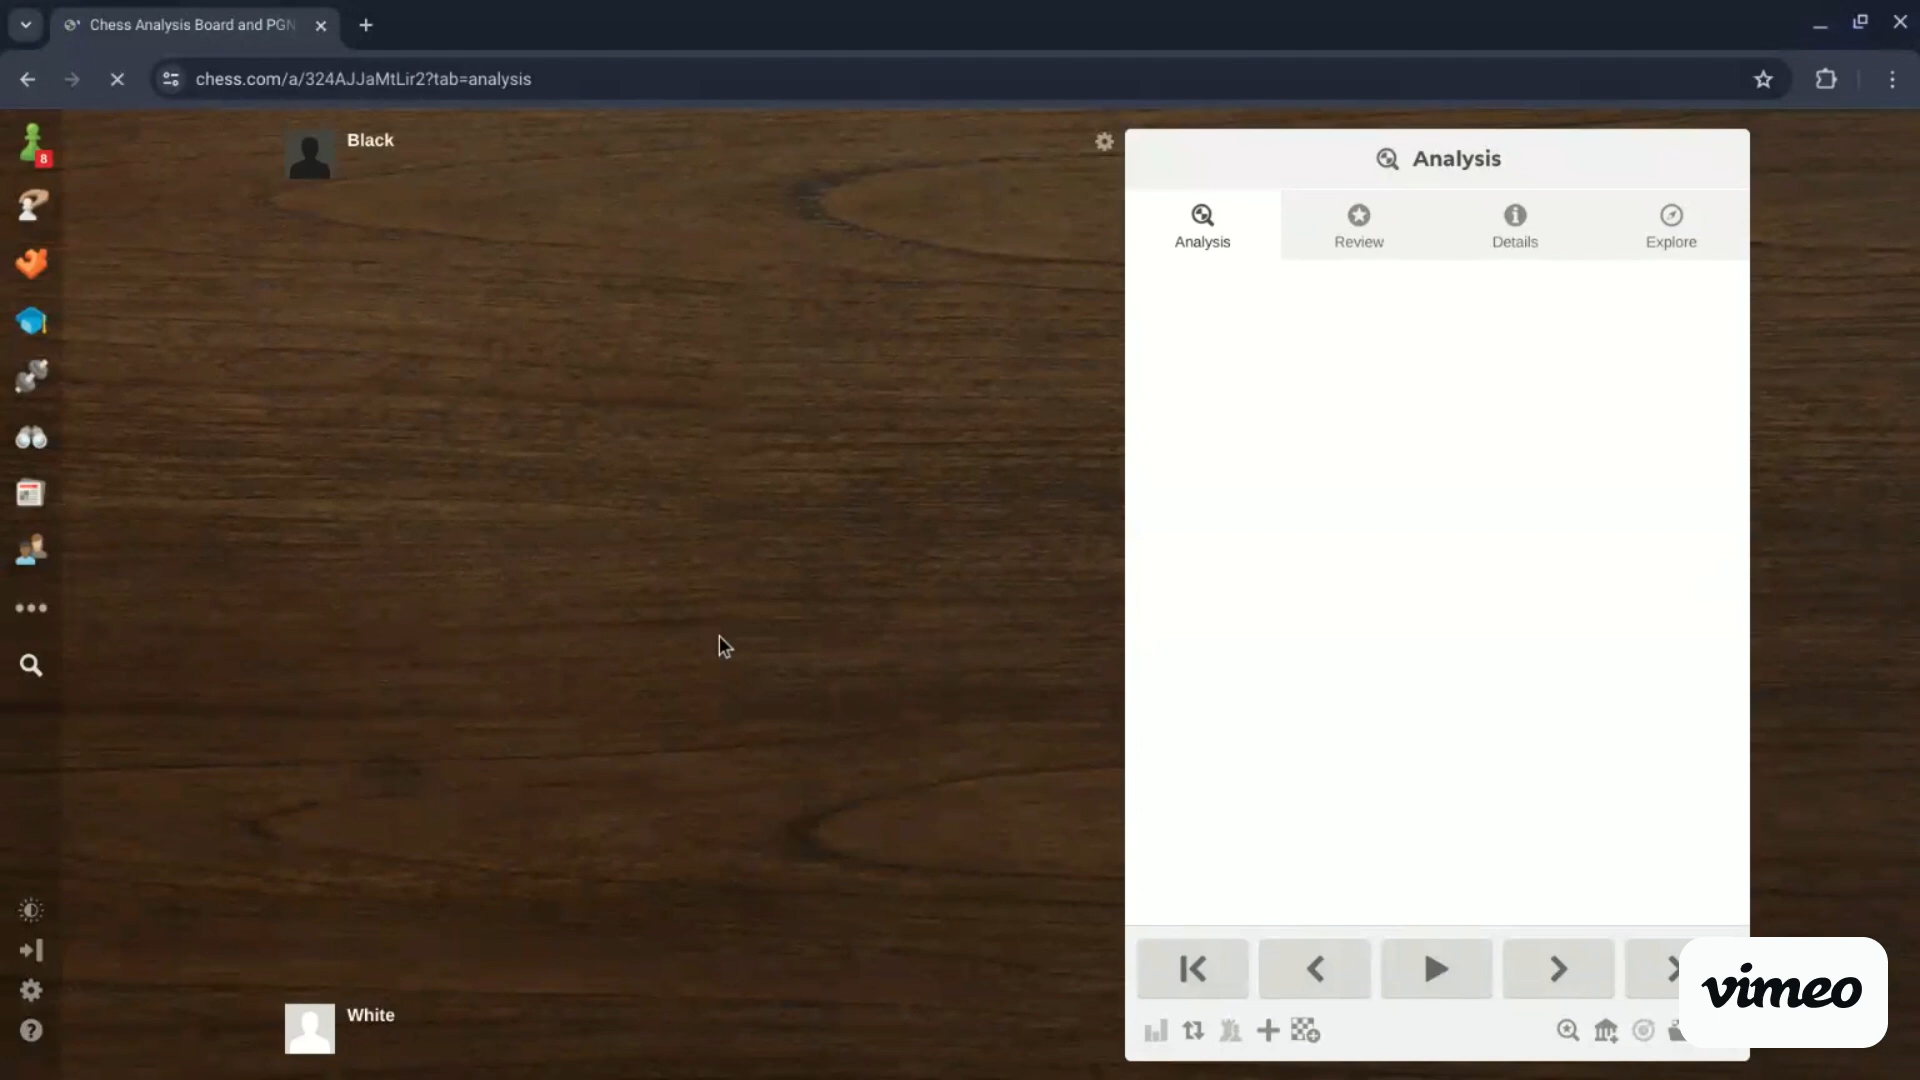 Chess Analysis Board and PGN
chess.com/a/324AJJaMtLir2?tab=analysis
8
Black
Analysis
Analysis
Review
Details
Explore
White
vimeo